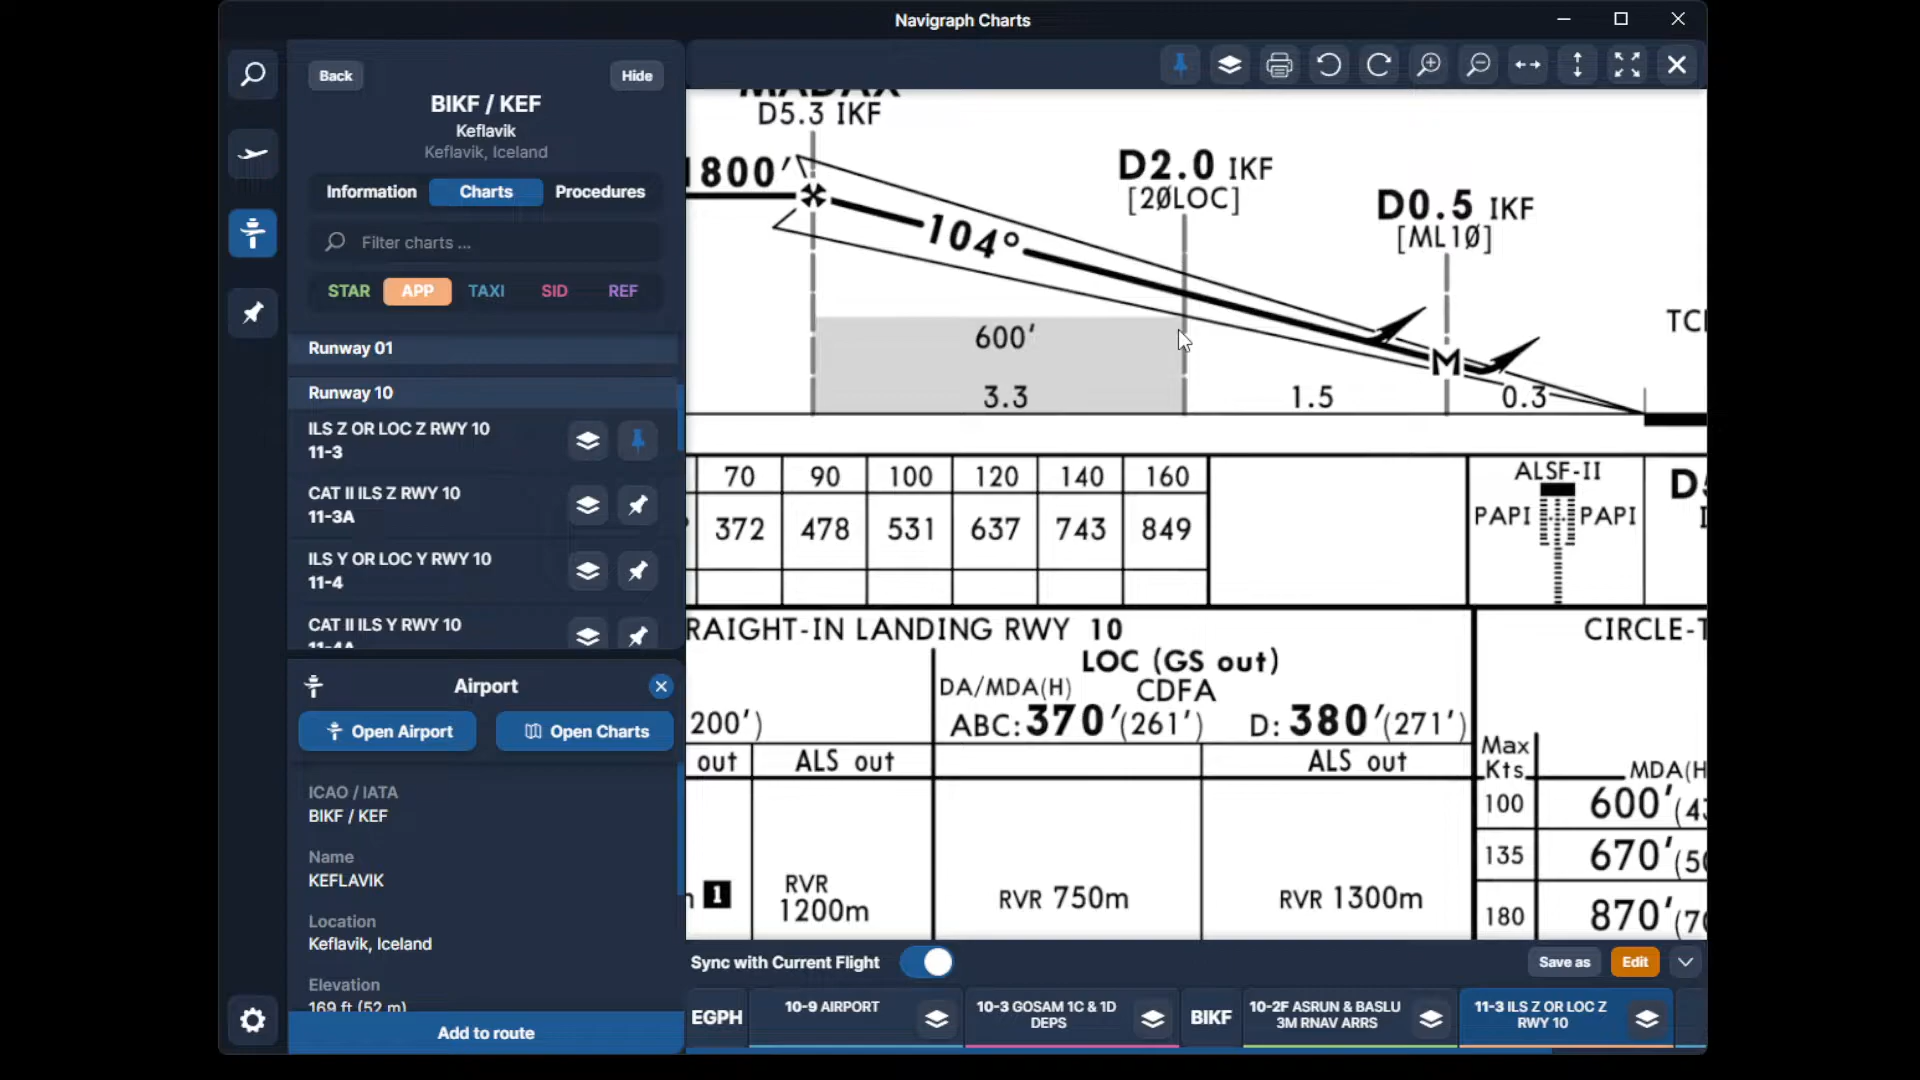 Navigraph Charts
Back
Hide
BIKF / KEF
Keflavik
Keflavik, Iceland
Information
Charts
Procedures
Filter charts ...
STAR
APP
TAXI
SID
REF
Runway 01
Runway 10
ILS Z OR LOC Z RWY 10
11-3
CAT II ILS Z RWY 10
11-3A
ILS Y OR LOC Y RWY 10
11-4
CAT II ILS Y RWY 10
11-4A
Airport
Open Airport
Open Charts
ICAO / IATA
BIKF / KEF
Name
KEFLAVIK
Location
Keflavik, Iceland
Elevation
169 ft (52 m)
Add to route
D5.3 IKF
1800'
104°
D2.0 IKF
[20LOC]
D0.5 IKF
[ML10]
M
600'
3.3
1.5
0.3
70 90 100 120 140 160
372 478 531 637 743 849
ALSF-II
PAPI PAPI
RAIGHT-IN LANDING RWY 10
LOC (GS out)
DA/MDA(H) CDFA
200')
ABC: 370'(261') D: 380'(271')
out
ALS out
ALS out
1
RVR
1200m
RVR 750m
RVR 1300m
Max
Kts
100 600'
135 670'
180 870'
Sync with Current Flight
Save as
Edit
EGPH
10-9 AIRPORT
10-3 GOSAM 1C & 1D
DEPS
BIKF
10-2F ASRUN & BASLU
3M RNAV ARRS
11-3 ILS Z OR LOC Z
RWY 10